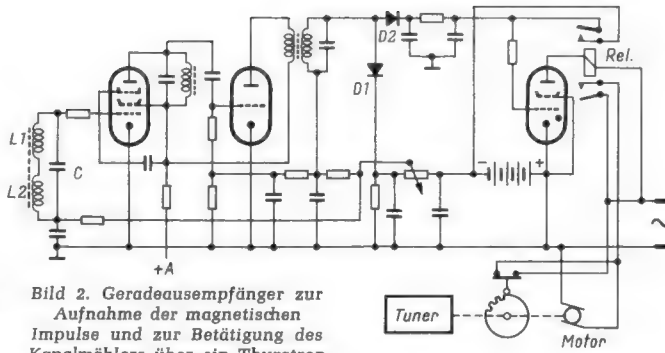 D2
D1
Rel.
L1
L2
C
- +
+A
~
Bild 2. Geradeausempfänger zur
Aufnahme der magnetischen
Impulse und zur Betätigung des
Kanalwählers über ein Thyratron
Tuner
Motor